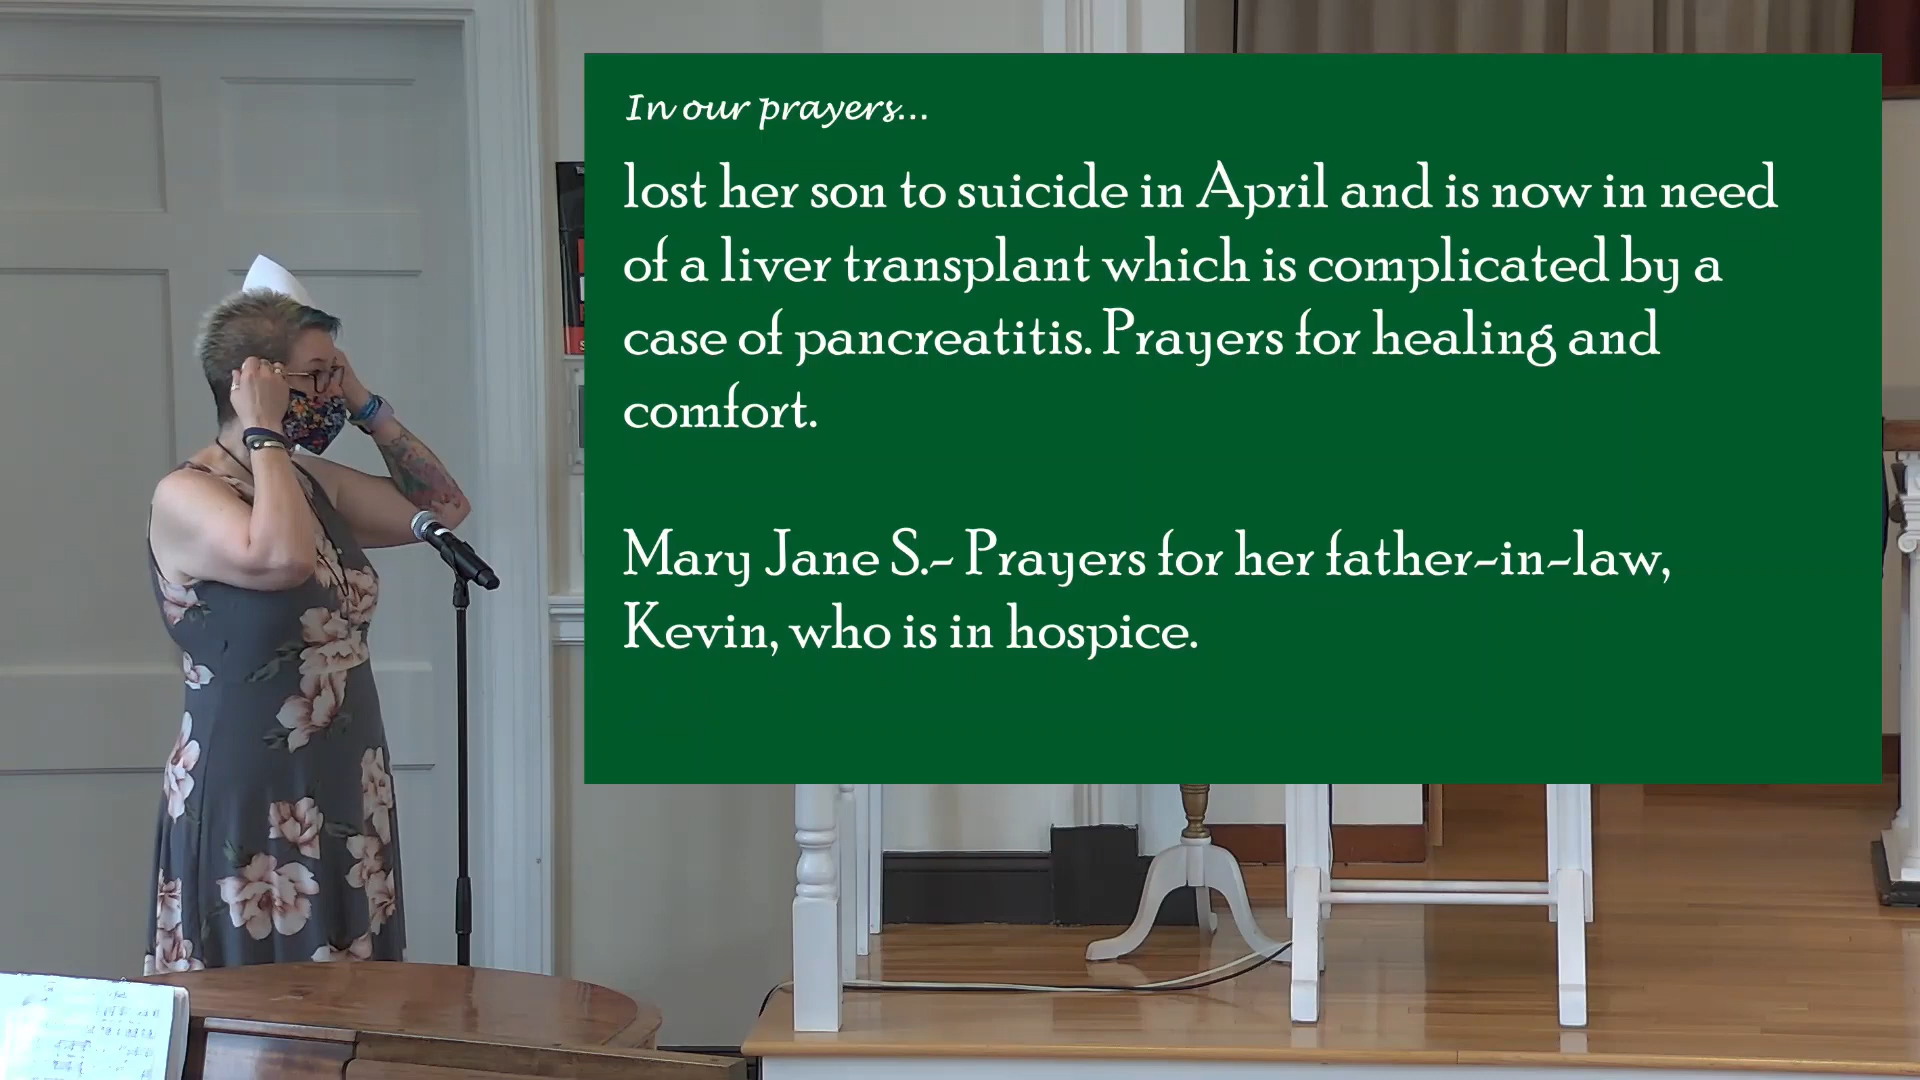 In our prayers...
lost her son to suicide in April and is now in need
of a liver transplant which is complicated by a
case of pancreatitis. Prayers for healing and
comfort.
Mary Jane S.- Prayers for her father-in-law,
Kevin, who is in hospice.